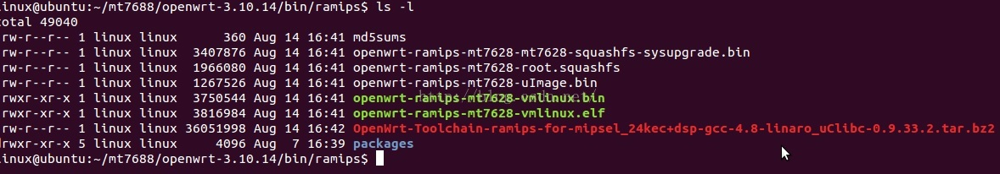 linux@ubuntu:~/mt7688/openwrt-3.10.14/bin/ramips$ ls -l
total 49040
rw-r--r-- 1 linux linux 360 Aug 14 16:41 md5sums
rw-r--r-- 1 linux linux 3407876 Aug 14 16:41 openwrt-ramips-mt7628-mt7628-squashfs-sysupgrade.bin
rw-r--r-- 1 linux linux 1966080 Aug 14 16:41 openwrt-ramips-mt7628-root.squashfs
rw-r--r-- 1 linux linux 1267526 Aug 14 16:41 openwrt-ramips-mt7628-uImage.bin
rwxr-xr-x 1 linux linux 3750544 Aug 14 16:41 openwrt-ramips-mt7628-vmlinux.bin
rwxr-xr-x 1 linux linux 3816984 Aug 14 16:41 openwrt-ramips-mt7628-vmlinux.elf
rw-r--r-- 1 linux linux 36051998 Aug 14 16:42 OpenWrt-Toolchain-ramips-for-mipsel_24kec+dsp-gcc-4.8-linaro_uClibc-0.9.33.2.tar.bz2
drwxr-xr-x 5 linux linux 4096 Aug 7 16:39 packages
linux@ubuntu:~/mt7688/openwrt-3.10.14/bin/ramips$